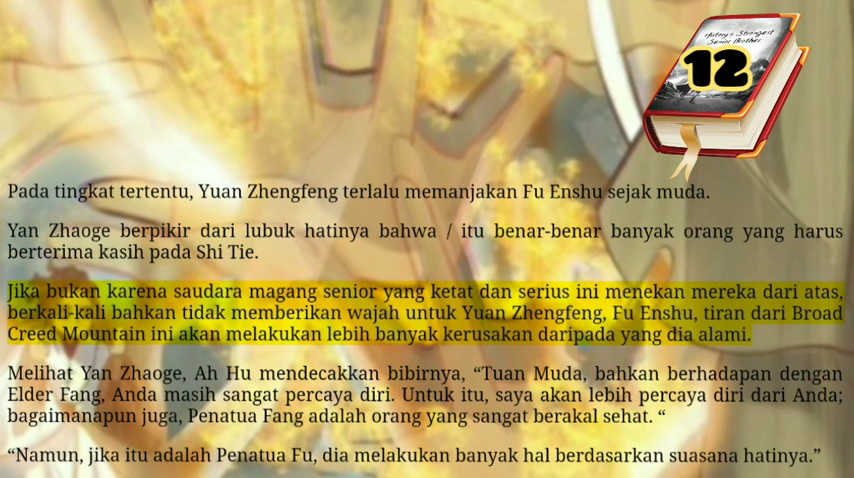 History's Strongest
Senior Brother
12
Pada tingkat tertentu, Yuan Zhengfeng terlalu memanjakan Fu Enshu sejak muda.
Yan Zhaoge berpikir dari lubuk hatinya bahwa / itu benar-benar banyak orang yang harus
berterima kasih pada Shi Tie.
Jika bukan karena saudara magang senior yang ketat dan serius ini menekan mereka dari atas,
berkali-kali bahkan tidak memberikan wajah untuk Yuan Zhengfeng, Fu Enshu, tiran dari Broad
Creed Mountain ini akan melakukan lebih banyak kerusakan daripada yang dia alami.
Melihat Yan Zhaoge, Ah Hu mendecakkan bibirnya, “Tuan Muda, bahkan berhadapan dengan
Elder Fang, Anda masih sangat percaya diri. Untuk itu, saya akan lebih percaya diri dari Anda;
bagaimanapun juga, Penatua Fang adalah orang yang sangat berakal sehat. “
“Namun, jika itu adalah Penatua Fu, dia melakukan banyak hal berdasarkan suasana hatinya.”